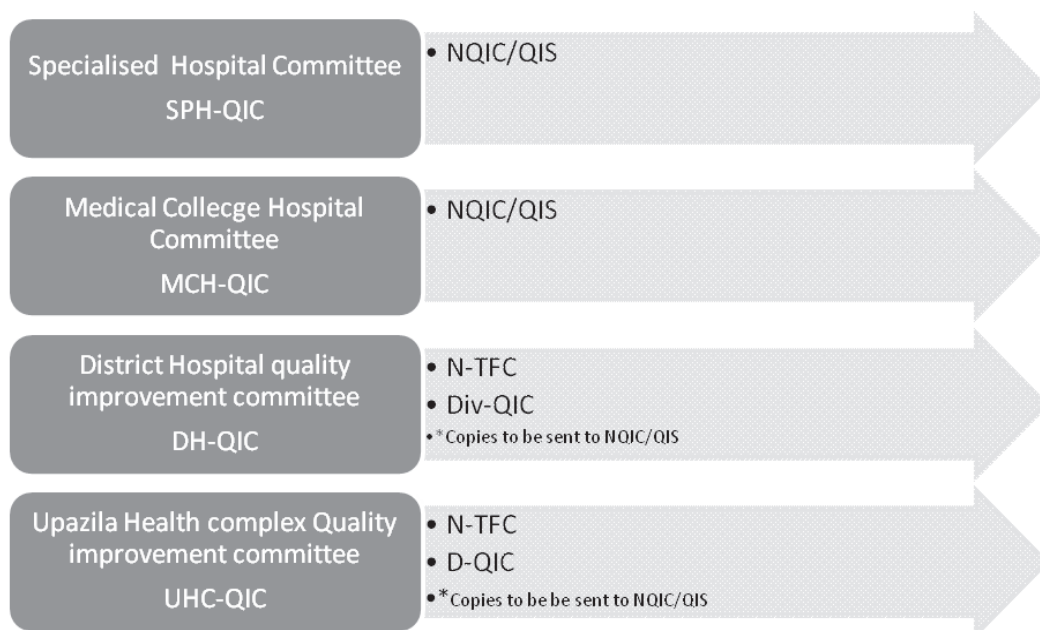 Specialised Hospital Committee
SPH-QIC
• NQIC/QIS
Medical Collecge Hospital
Committee
MCH-QIC
• NQIC/QIS
District Hospital quality
improvement committee
DH-QIC
• N-TFC
• Div-QIC
• *Copies to be sent to NQIC/QIS
Upazila Health complex Quality
improvement committee
UHC-QIC
• N-TFC
• D-QIC
• *Copies to be be sent to NQIC/QIS